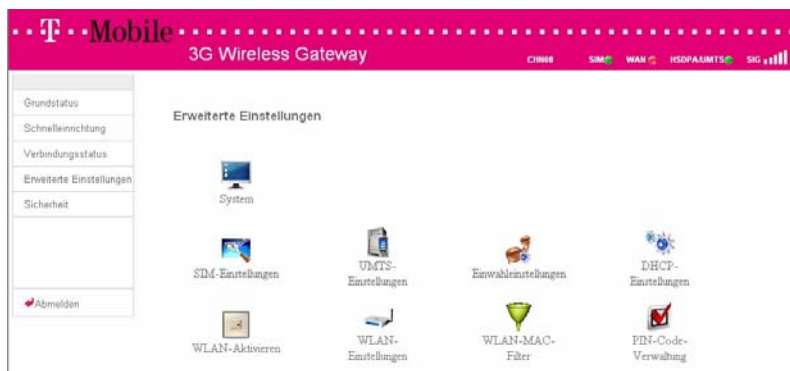 T Mobile
3G Wireless Gateway
CHN08 SIM WAN HSDPA/UMTS SIG
Grundstatus
Schnelleinrichtung
Verbindungsstatus
Erweiterte Einstellungen
Sicherheit
Abmelden
Erweiterte Einstellungen
System
SIM-Einstellungen
UMTS-
Einstellungen
Einwahleinstellungen
DHCP-
Einstellungen
WLAN-Aktivieren
WLAN-
Einstellungen
WLAN-MAC-
Filter
PIN-Code-
Verwaltung